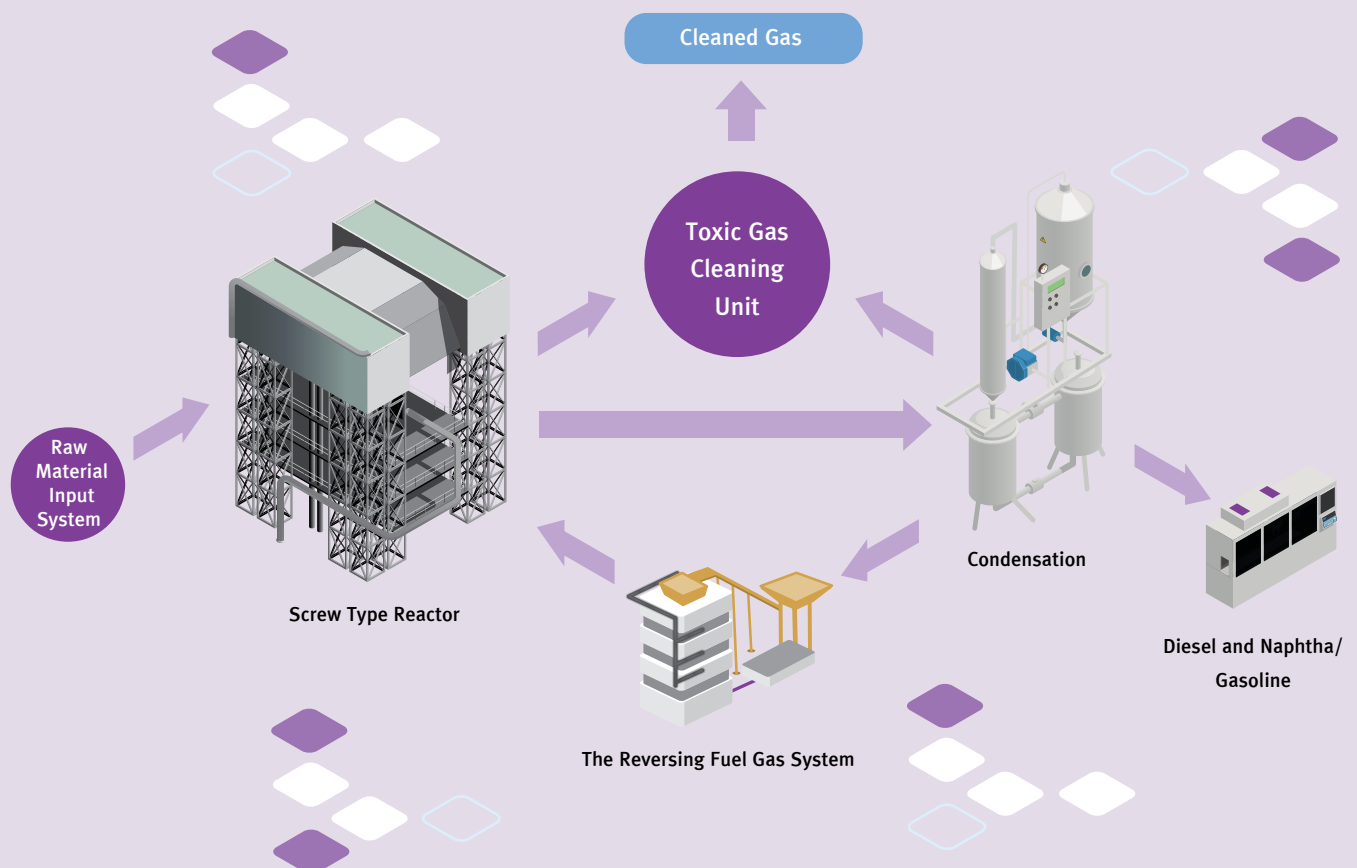 Cleaned Gas
Toxic Gas
Cleaning
Unit
Raw
Material
Input
System
Screw Type Reactor
Condensation
Diesel and Naphtha/
Gasoline
The Reversing Fuel Gas System